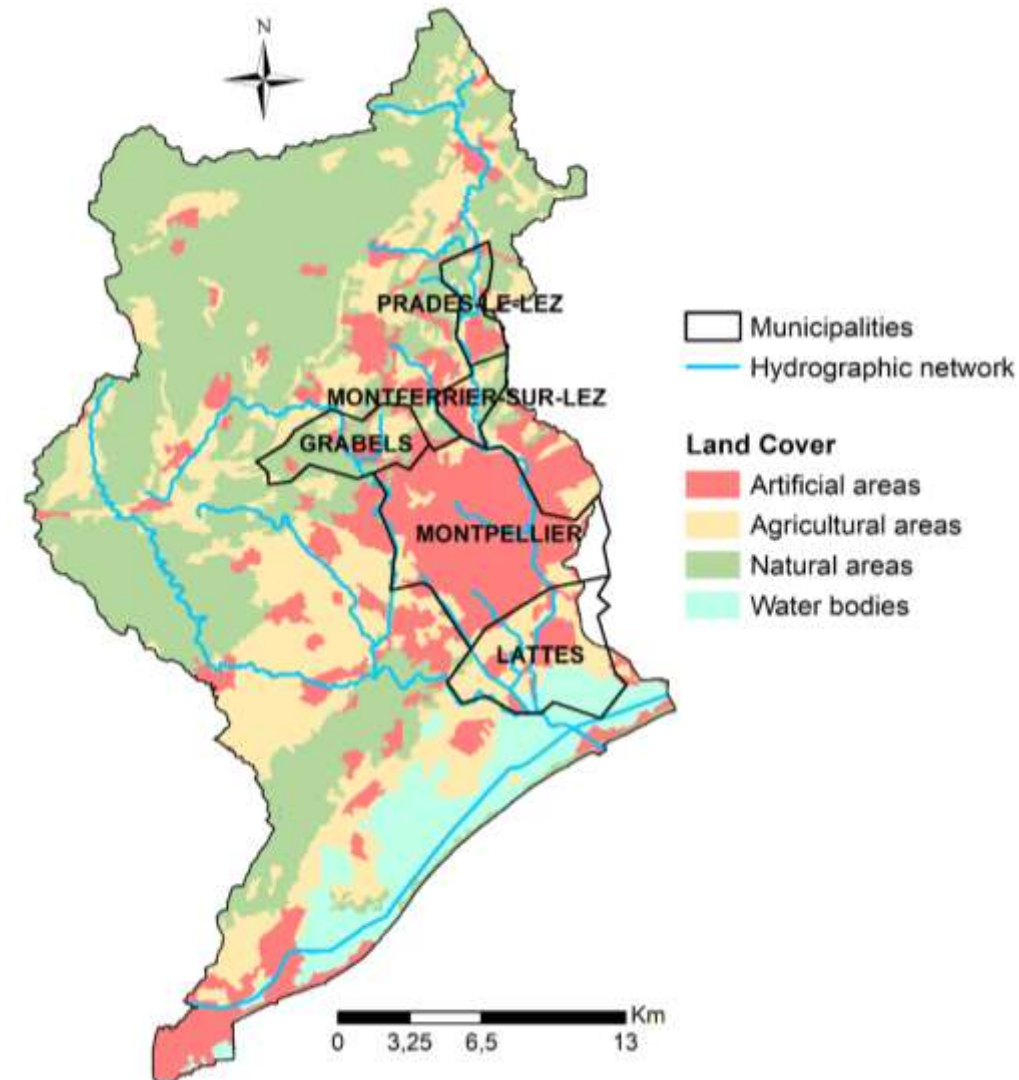 N
PRADES-LE-LEZ
MONTFERRIER-SUR-LEZ
GRABELS
MONTPELLIER
LATTES
Municipalities
Hydrographic network
Land Cover
Artificial areas
Agricultural areas
Natural areas
Water bodies
Km
0 3,25 6,5 13